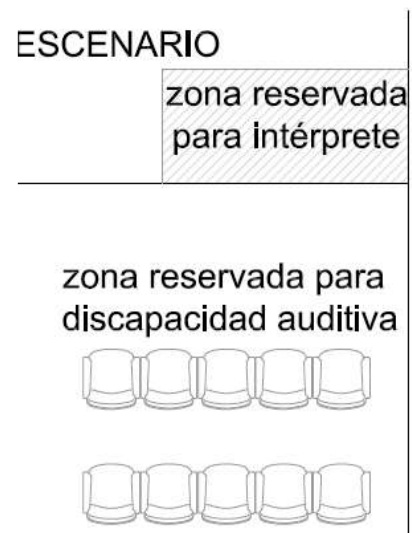 ESCENARIO
zona reservada
para intérprete
zona reservada para
discapacidad auditiva